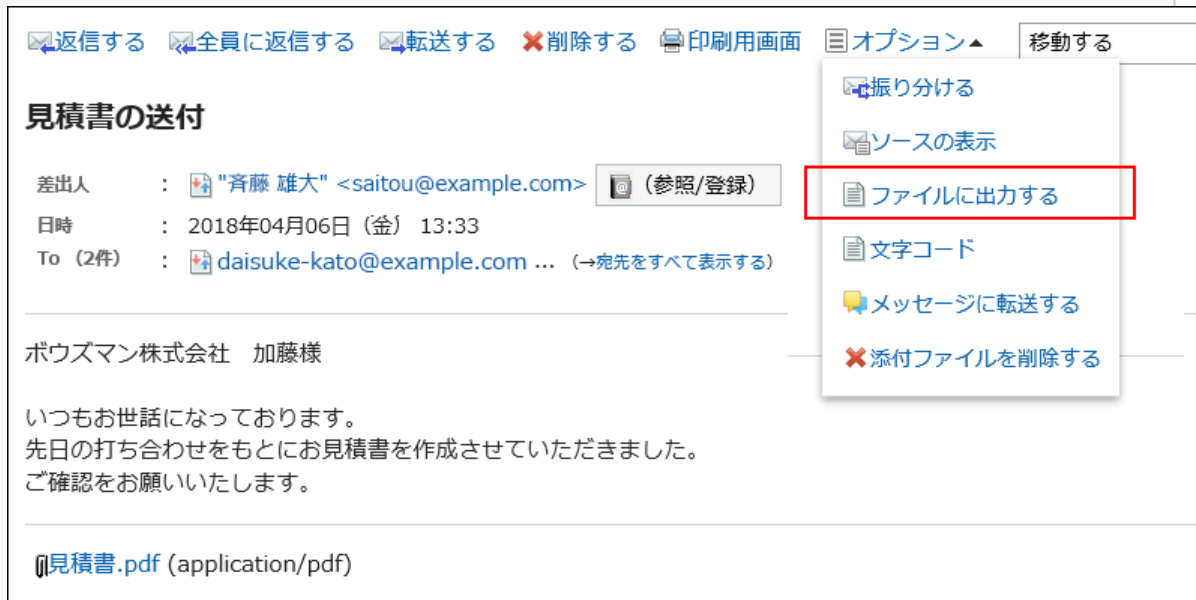 返信する 全員に返信する 転送する 削除する 印刷用画面 オプション▲ 移動する
振り分ける
ソースの表示
ファイルに出力する
文字コード
メッセージに転送する
添付ファイルを削除する
見積書の送付
差出人 : "斉藤 雄大" <saitou@example.com> (参照/登録)
日時 : 2018年04月06日 (金) 13:33
To (2件) : daisuke-kato@example.com ... (→宛先をすべて表示する)
ボウズマン株式会社　加藤様
いつもお世話になっております。
先日の打ち合わせをもとにお見積書を作成させていただきました。
ご確認をお願いいたします。
見積書.pdf (application/pdf)